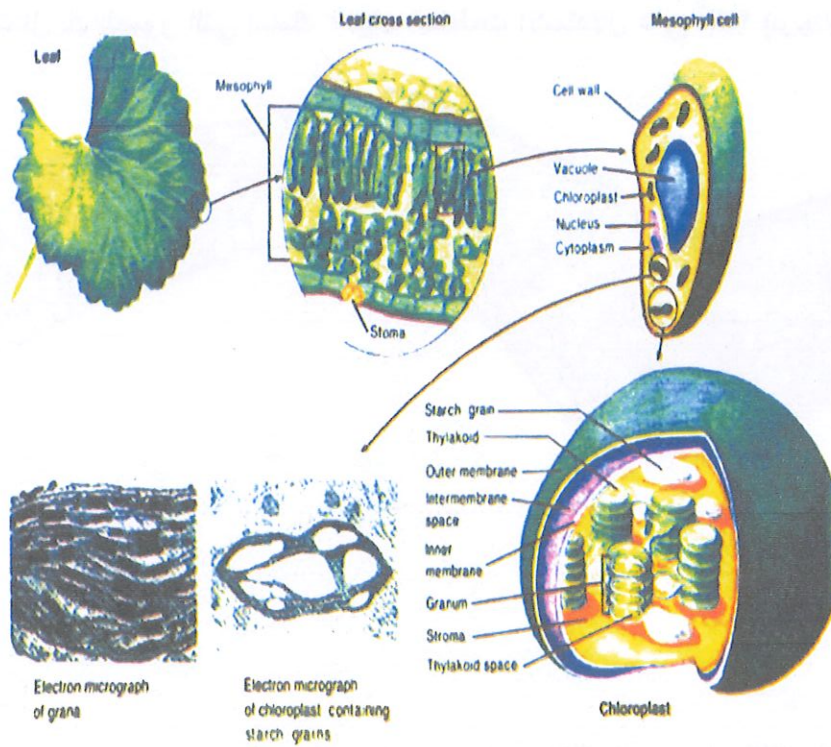 Leaf
Leaf cross section
Mesophyll cell
Mesophyll
Stoma
Cell wall
Vacuole
Chloroplast
Nucleus
Cytoplasm
Starch grain
Thylakoid
Outer membrane
Intermembrane
space
Inner
membrane
Granum
Stroma
Thylakoid space
Chloroplast
Electron micrograph
of grana
Electron micrograph
of chloroplast containing
starch grains